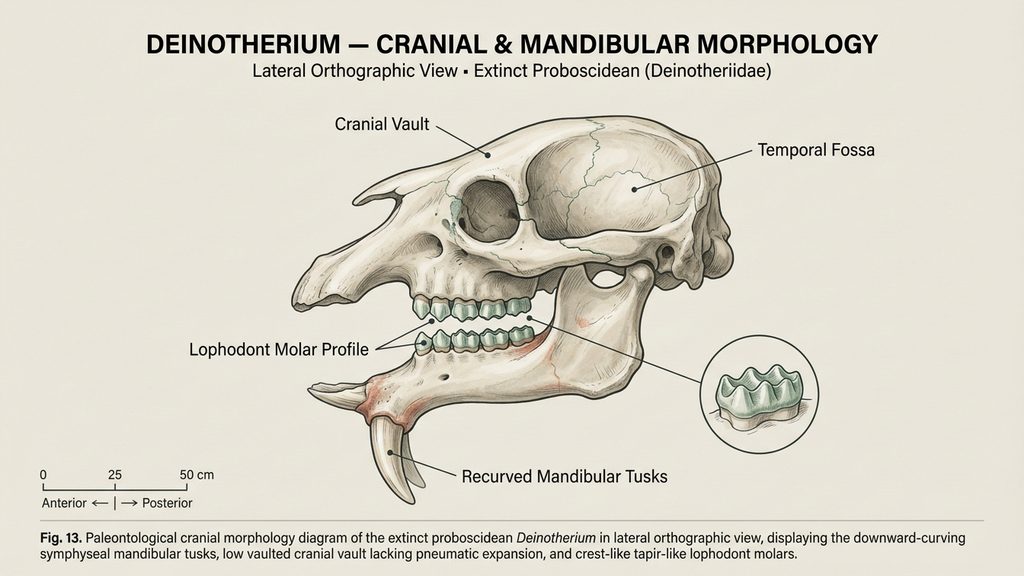 DEINOTHERIUM — CRANIAL & MANDIBULAR MORPHOLOGY
Lateral Orthographic View • Extinct Proboscidean (Deinotheriidae)
Cranial Vault
Temporal Fossa
Lophodont Molar Profile
Recurved Mandibular Tusks
0 25 50 cm
Anterior ← | → Posterior
Fig. 13. Paleontological cranial morphology diagram of the extinct proboscidean Deinotherium in lateral orthographic view, displaying the downward-curving
symphyseal mandibular tusks, low vaulted cranial vault lacking pneumatic expansion, and crest-like tapir-like lophodont molars.